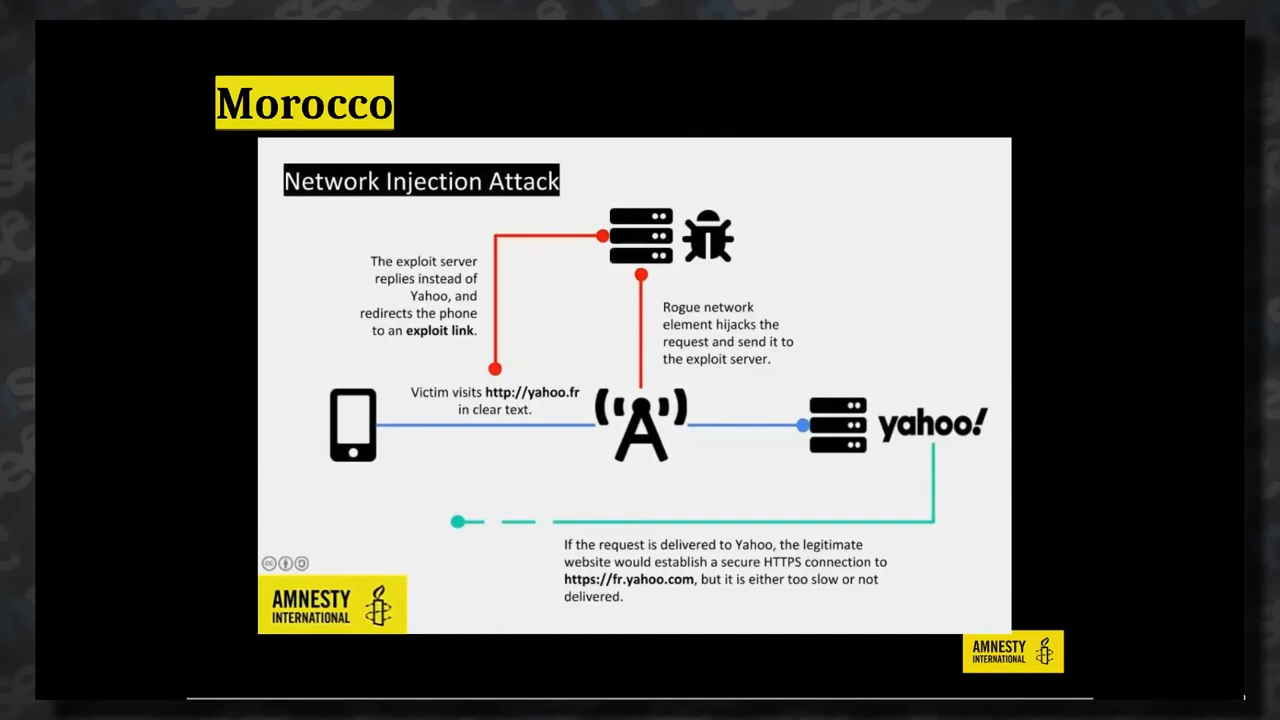 Morocco
Network Injection Attack
The exploit server
replies instead of
Yahoo, and
redirects the phone
to an exploit link.
Rogue network
element hijacks the
request and send it to
the exploit server.
Victim visits http://yahoo.fr
in clear text.
yahoo!
If the request is delivered to Yahoo, the legitimate
website would establish a secure HTTPS connection to
https://fr.yahoo.com, but it is either too slow or not
delivered.
cc
AMNESTY
INTERNATIONAL
AMNESTY
INTERNATIONAL